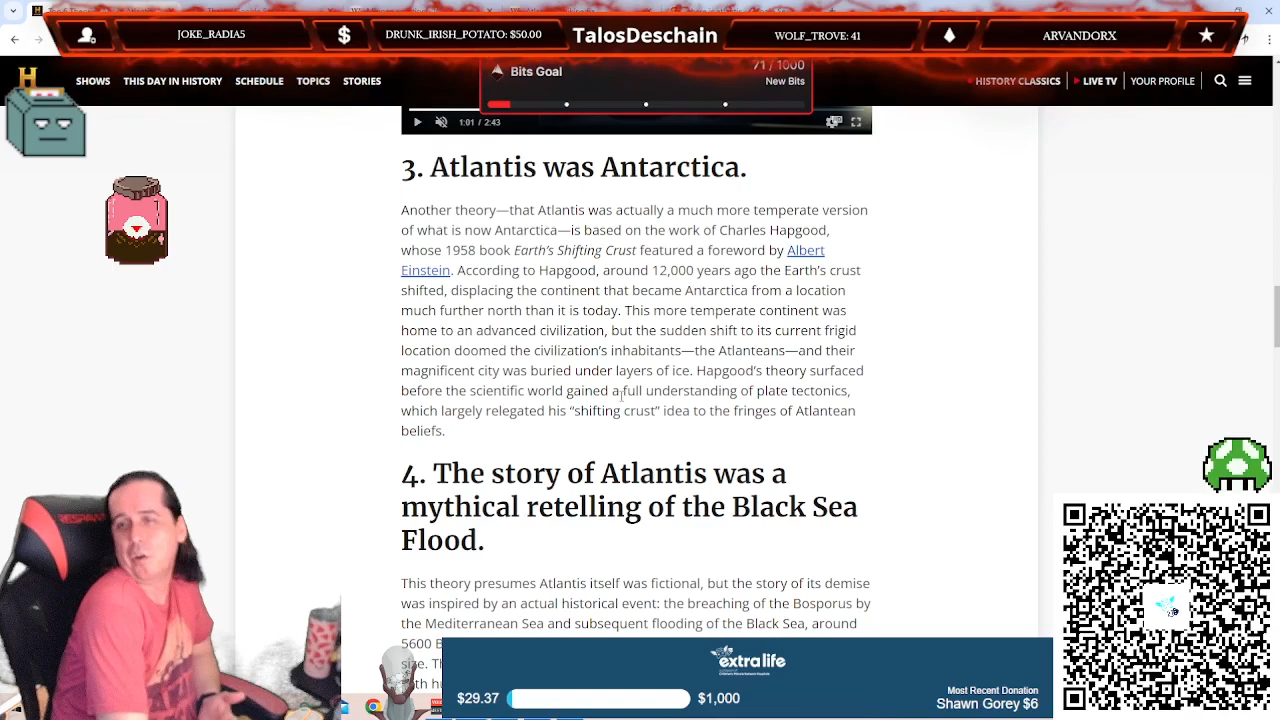 JOKE_RADIA5
$
DRUNK_IRISH_POTATO: $50.00
TalosDeschain
WOLF_TROVE: 41
ARVANDORX
H
SHOWS
THIS DAY IN HISTORY
SCHEDULE
TOPICS
STORIES
Bits Goal
71 / 1000
New Bits
HISTORY CLASSICS
LIVE TV
YOUR PROFILE
1:01 / 2:43
3. Atlantis was Antarctica.
Another theory—that Atlantis was actually a much more temperate version
of what is now Antarctica—is based on the work of Charles Hapgood,
whose 1958 book Earth's Shifting Crust featured a foreword by Albert
Einstein. According to Hapgood, around 12,000 years ago the Earth's crust
shifted, displacing the continent that became Antarctica from a location
much further north than it is today. This more temperate continent was
home to an advanced civilization, but the sudden shift to its current frigid
location doomed the civilization's inhabitants—the Atlanteans—and their
magnificent city was buried under layers of ice. Hapgood's theory surfaced
before the scientific world gained a full understanding of plate tectonics,
which largely relegated his “shifting crust” idea to the fringes of Atlantean
beliefs.
4. The story of Atlantis was a
mythical retelling of the Black Sea
Flood.
This theory presumes Atlantis itself was fictional, but the story of its demise
was inspired by an actual historical event: the breaching of the Bosporus by
the Mediterranean Sea and subsequent flooding of the Black Sea, around
5600 B
size. Th
extralife
$29.37
$1,000
Most Recent Donation
Shawn Gorey $6